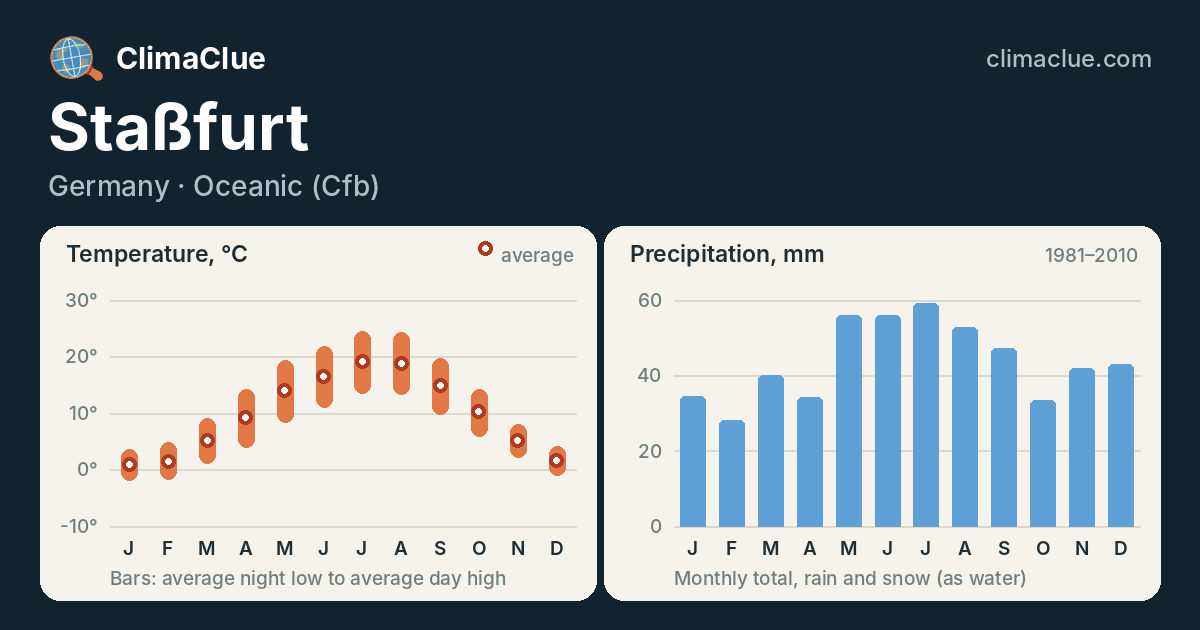 ClimaClue
climaclue.com
Staßfurt
Germany · Oceanic (Cfb)
Temperature, °C
average
30°
20°
10°
0°
-10°
J F M A M J J A S O N D
Bars: average night low to average day high
Precipitation, mm
1981–2010
60
40
20
0
J F M A M J J A S O N D
Monthly total, rain and snow (as water)